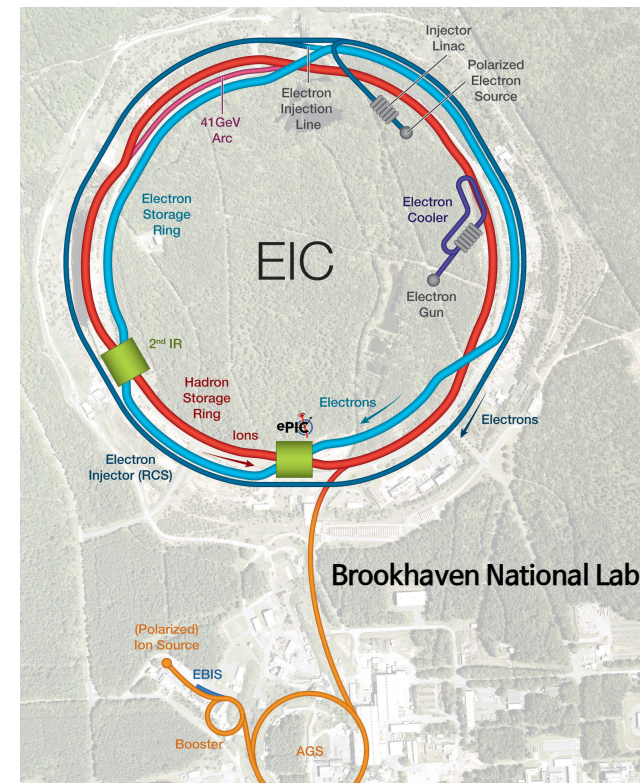 Injector
Linac
Polarized
Electron
Source
Electron
Injection
Line
41 GeV
Arc
Electron
Storage
Ring
Electron
Cooler
EIC
Electron
Gun
2nd IR
Hadron
Storage
Ring
Electrons
ePIC
Ions
Electrons
Electron
Injector (RCS)
Brookhaven National Lab
(Polarized)
Ion Source
EBIS
Booster
AGS